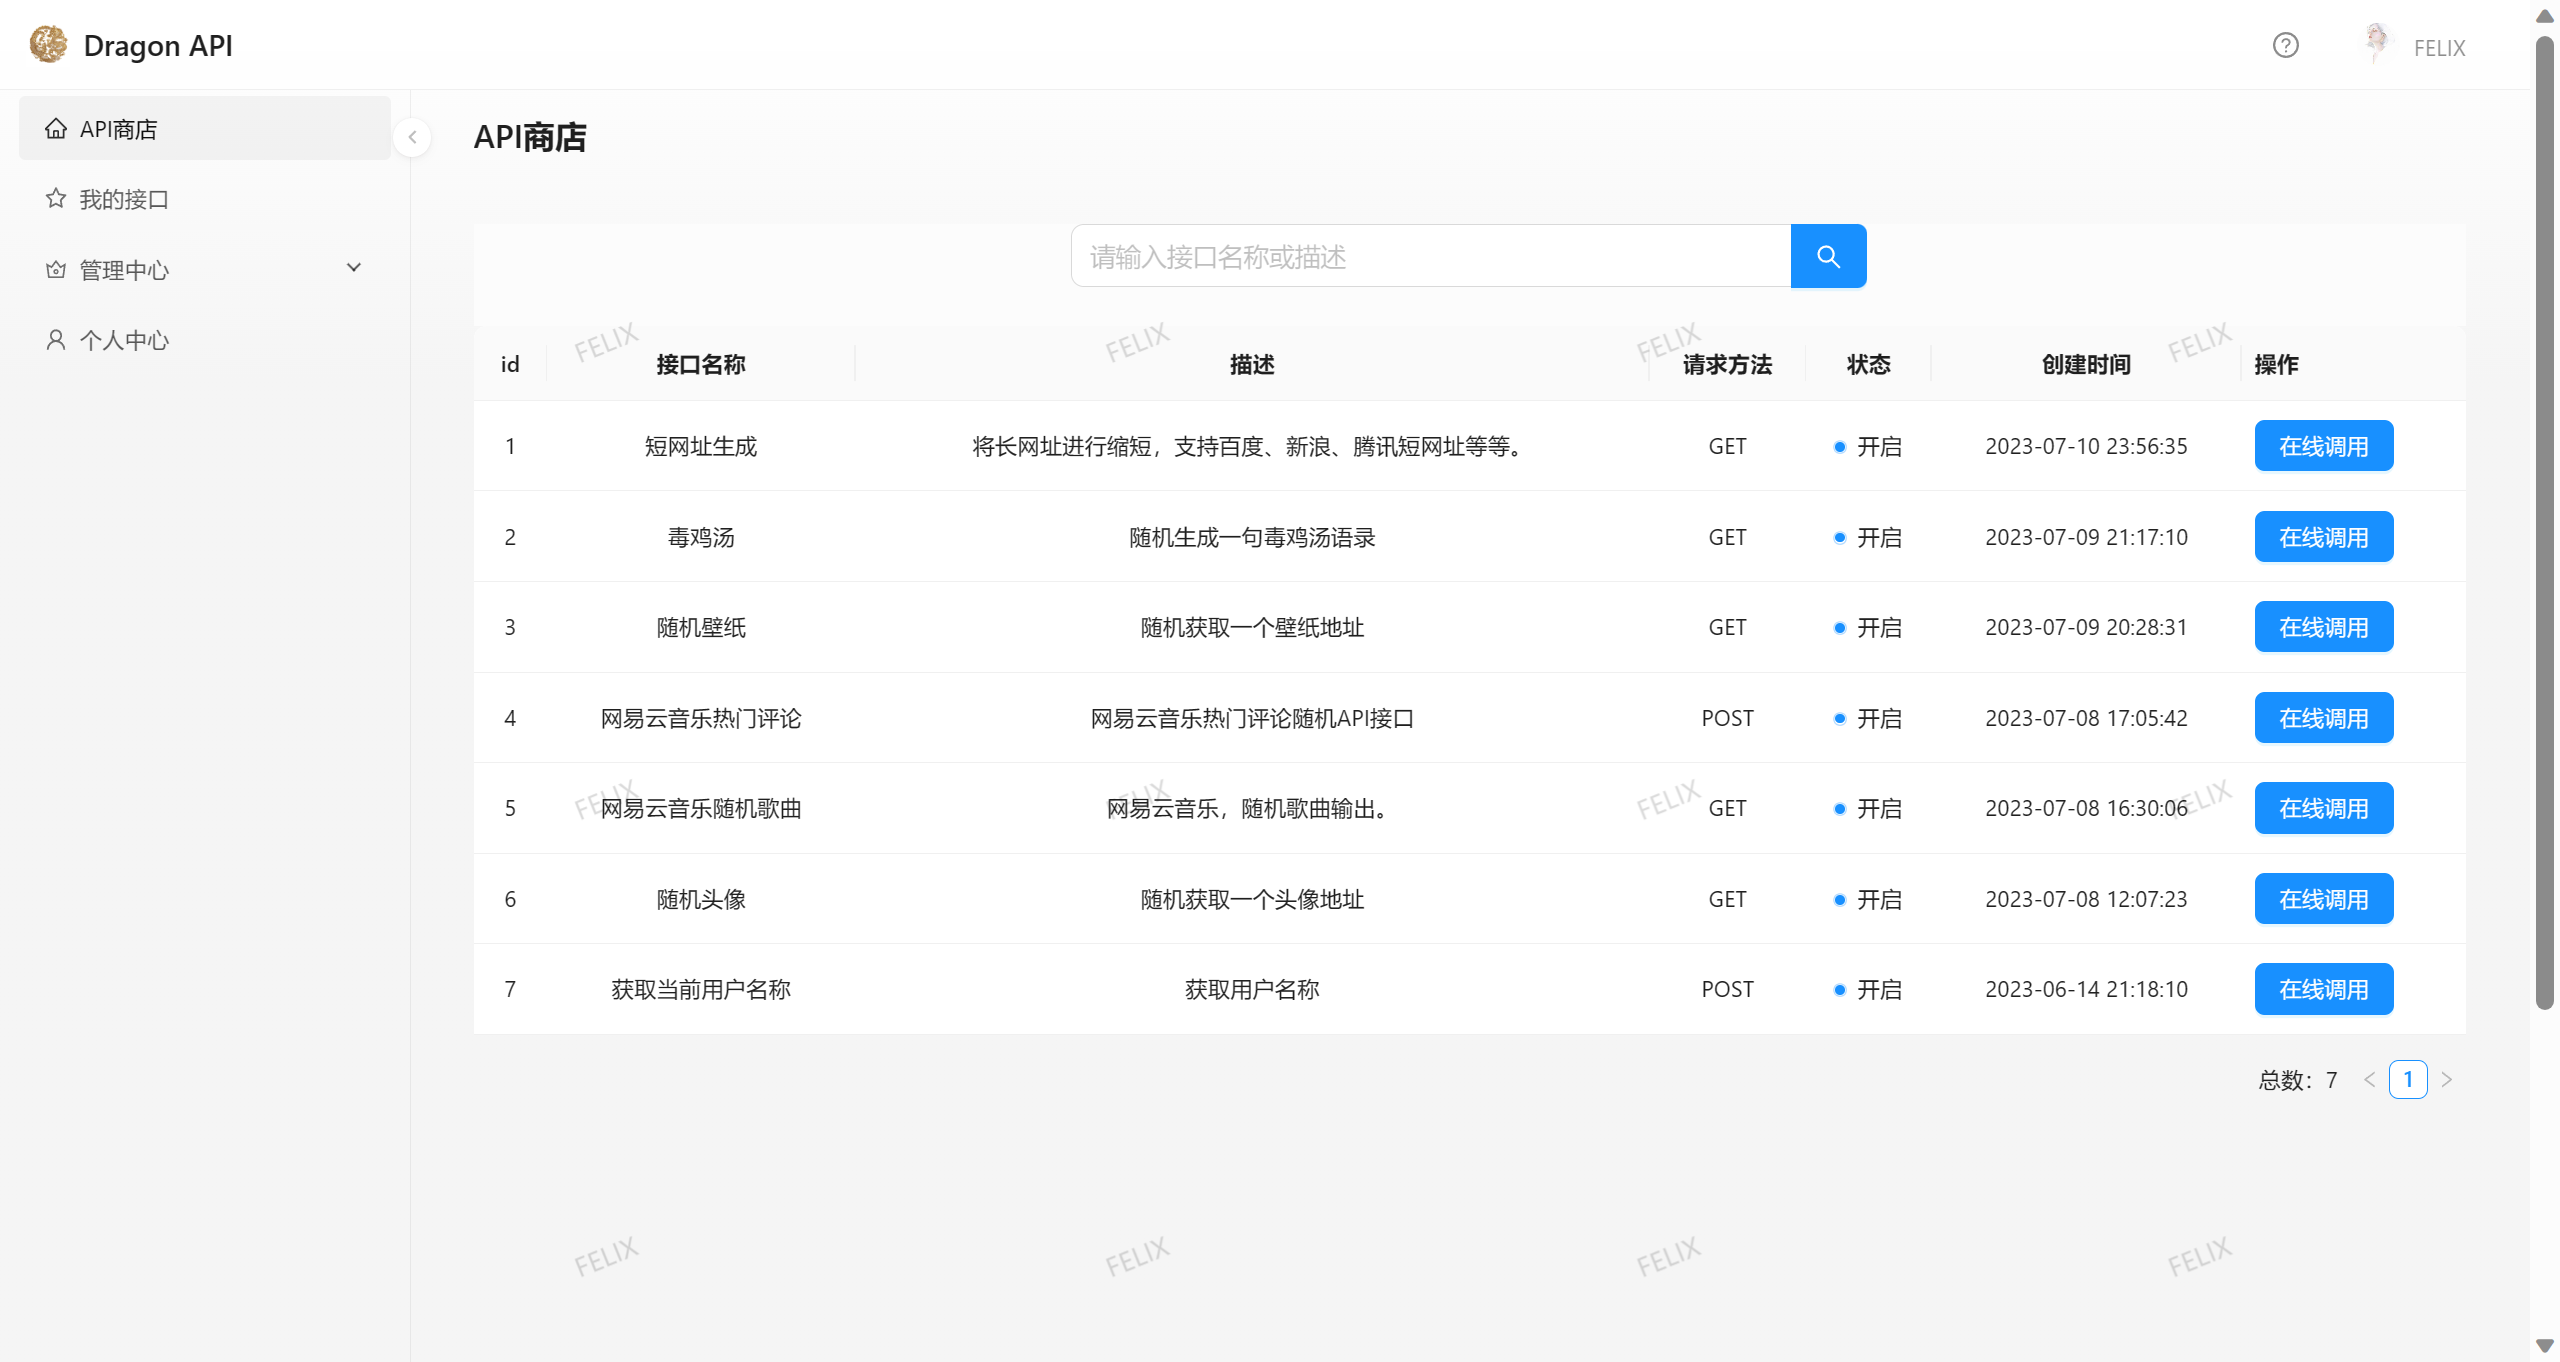 Dragon API
FELIX
API商店
我的接口
管理中心
个人中心
API商店
请输入接口名称或描述
id 接口名称 描述 请求方法 状态 创建时间 操作
1 短网址生成 将长网址进行缩短，支持百度、新浪、腾讯短网址等等。 GET 开启 2023-07-10 23:56:35 在线调用
2 毒鸡汤 随机生成一句毒鸡汤语录 GET 开启 2023-07-09 21:17:10 在线调用
3 随机壁纸 随机获取一个壁纸地址 GET 开启 2023-07-09 20:28:31 在线调用
4 网易云音乐热门评论 网易云音乐热门评论随机API接口 POST 开启 2023-07-08 17:05:42 在线调用
5 网易云音乐随机歌曲 网易云音乐，随机歌曲输出。 GET 开启 2023-07-08 16:30:06 在线调用
6 随机头像 随机获取一个头像地址 GET 开启 2023-07-08 12:07:23 在线调用
7 获取当前用户名称 获取用户名称 POST 开启 2023-06-14 21:18:10 在线调用
总数：7 < 1 >
FELIX FELIX FELIX FELIX
FELIX FELIX FELIX FELIX
FELIX FELIX FELIX FELIX